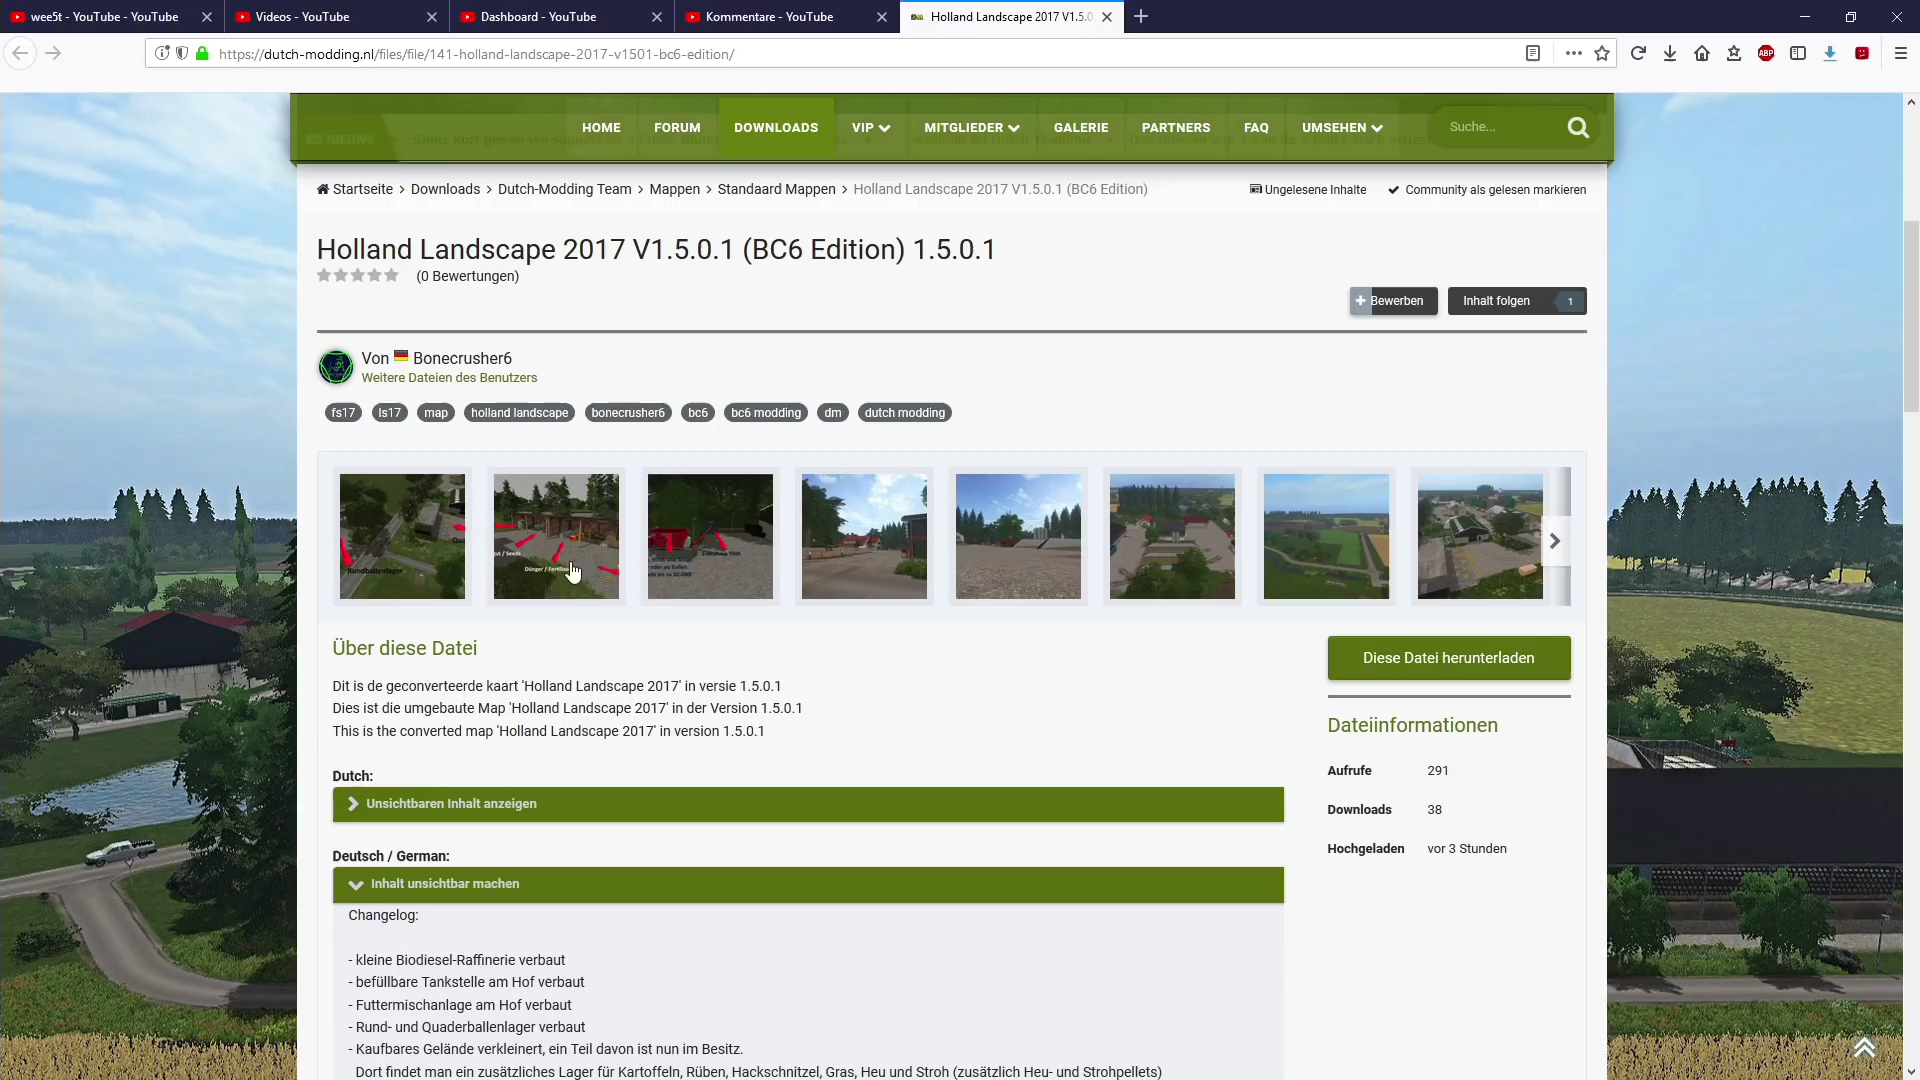 wee5t - YouTube - YouTube
Videos - YouTube
Dashboard - YouTube
Kommentare - YouTube
Holland Landscape 2017 V1.5.0
https://dutch-modding.nl/files/file/141-holland-landscape-2017-v1501-bc6-edition/
ABP
HOME FORUM DOWNLOADS VIP MITGLIEDER GALERIE PARTNERS FAQ UMSEHEN Suche...
NIEUWS
Startseite > Downloads > Dutch-Modding Team > Mappen > Standaard Mappen > Holland Landscape 2017 V1.5.0.1 (BC6 Edition)
Ungelesene Inhalte Community als gelesen markieren
Holland Landscape 2017 V1.5.0.1 (BC6 Edition) 1.5.0.1
(0 Bewertungen)
+ Bewerben Inhalt folgen 1
Von Bonecrusher6
Weitere Dateien des Benutzers
fs17 ls17 map holland landscape bonecrusher6 bc6 bc6 modding dm dutch modding
Rundballenlager
gut / Seeds
Dünger / Fertilizer
Über diese Datei
Diese Datei herunterladen
Dit is de geconverteerde kaart 'Holland Landscape 2017' in versie 1.5.0.1
Dies ist die umgebaute Map 'Holland Landscape 2017' in der Version 1.5.0.1
This is the converted map 'Holland Landscape 2017' in version 1.5.0.1
Dateiinformationen
Aufrufe 291
Downloads 38
Hochgeladen vor 3 Stunden
Dutch:
Unsichtbaren Inhalt anzeigen
Deutsch / German:
Inhalt unsichtbar machen
Changelog:
- kleine Biodiesel-Raffinerie verbaut
- befüllbare Tankstelle am Hof verbaut
- Futtermischanlage am Hof verbaut
- Rund- und Quaderballenlager verbaut
- Kaufbares Gelände verkleinert, ein Teil davon ist nun im Besitz.
Dort findet man ein zusätzliches Lager für Kartoffeln, Rüben, Hackschnitzel, Gras, Heu und Stroh (zusätzlich Heu- und Strohpellets)